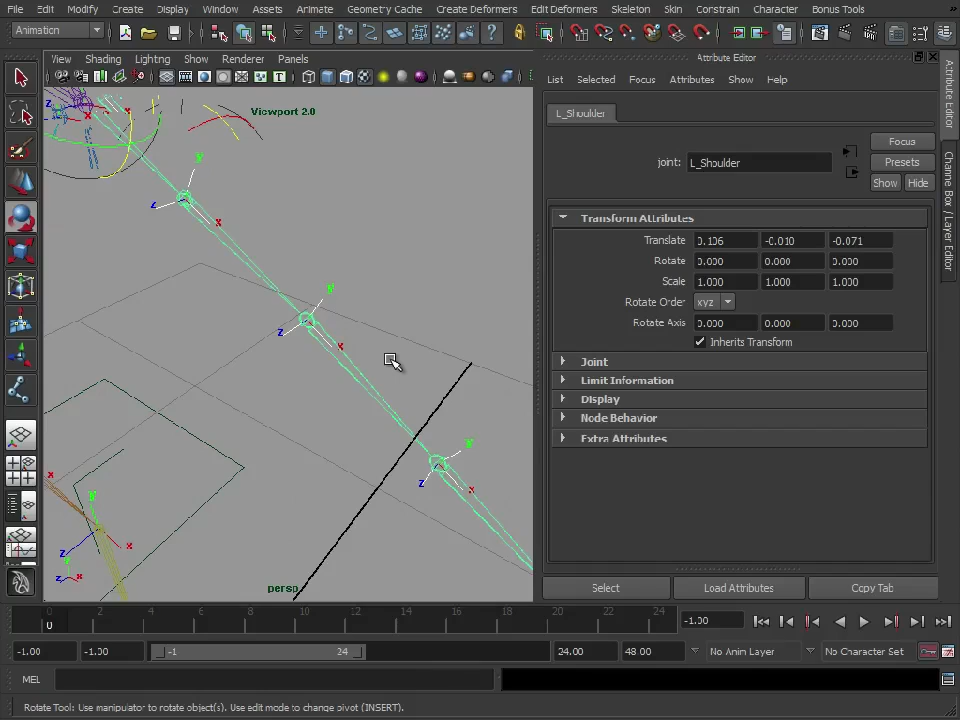 File Edit Modify Create Display Window Assets Animate Geometry Cache Create Deformers Edit Deformers Skeleton Skin Constrain Character Bonus Tools
Animation
View Shading Lighting Show Renderer Panels
Attribute Editor
List Selected Focus Attributes Show Help
L_Shoulder
Focus
joint: L_Shoulder
Presets
Show Hide
Attribute Editor
Channel Box / Layer Editor
Viewport 2.0
Transform Attributes
Translate 0.106 -0.010 -0.071
Rotate 0.000 0.000 0.000
Scale 1.000 1.000 1.000
Rotate Order xyz
Rotate Axis 0.000 0.000 0.000
Inherits Transform
Joint
Limit Information
Display
Node Behavior
Extra Attributes
z x
y
z x
y
z x
y
z x
x
y
z x
y
z x
persp
Select Load Attributes Copy Tab
0 2 4 6 8 10 12 14 16 18 20 22 24
0
-1.00
-1.00 -1.00 -1 24 24.00 48.00 No Anim Layer No Character Set
MEL
Rotate Tool: Use manipulator to rotate object(s). Use edit mode to change pivot (INSERT).